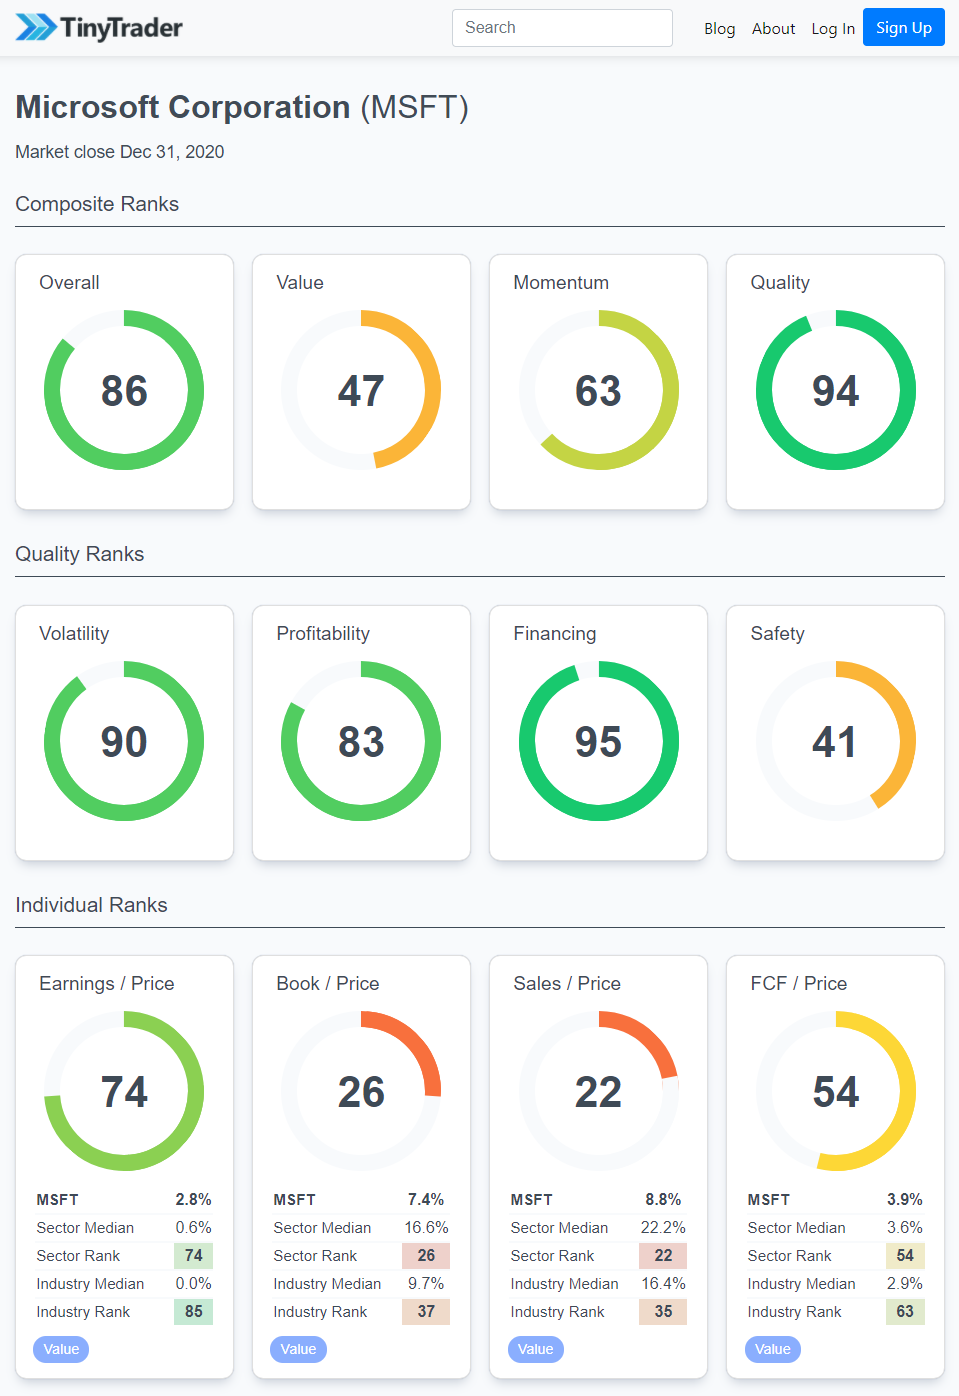 TinyTrader
Search
Blog About Log In Sign Up
Microsoft Corporation (MSFT)
Market close Dec 31, 2020
Composite Ranks
Overall Value Momentum Quality
86 47 63 94
Quality Ranks
Volatility Profitability Financing Safety
90 83 95 41
Individual Ranks
Earnings / Price Book / Price Sales / Price FCF / Price
74 26 22 54
MSFT 2.8% MSFT 7.4% MSFT 8.8% MSFT 3.9%
Sector Median 0.6% Sector Median 16.6% Sector Median 22.2% Sector Median 3.6%
Sector Rank 74 Sector Rank 26 Sector Rank 22 Sector Rank 54
Industry Median 0.0% Industry Median 9.7% Industry Median 16.4% Industry Median 2.9%
Industry Rank 85 Industry Rank 37 Industry Rank 35 Industry Rank 63
Value Value Value Value